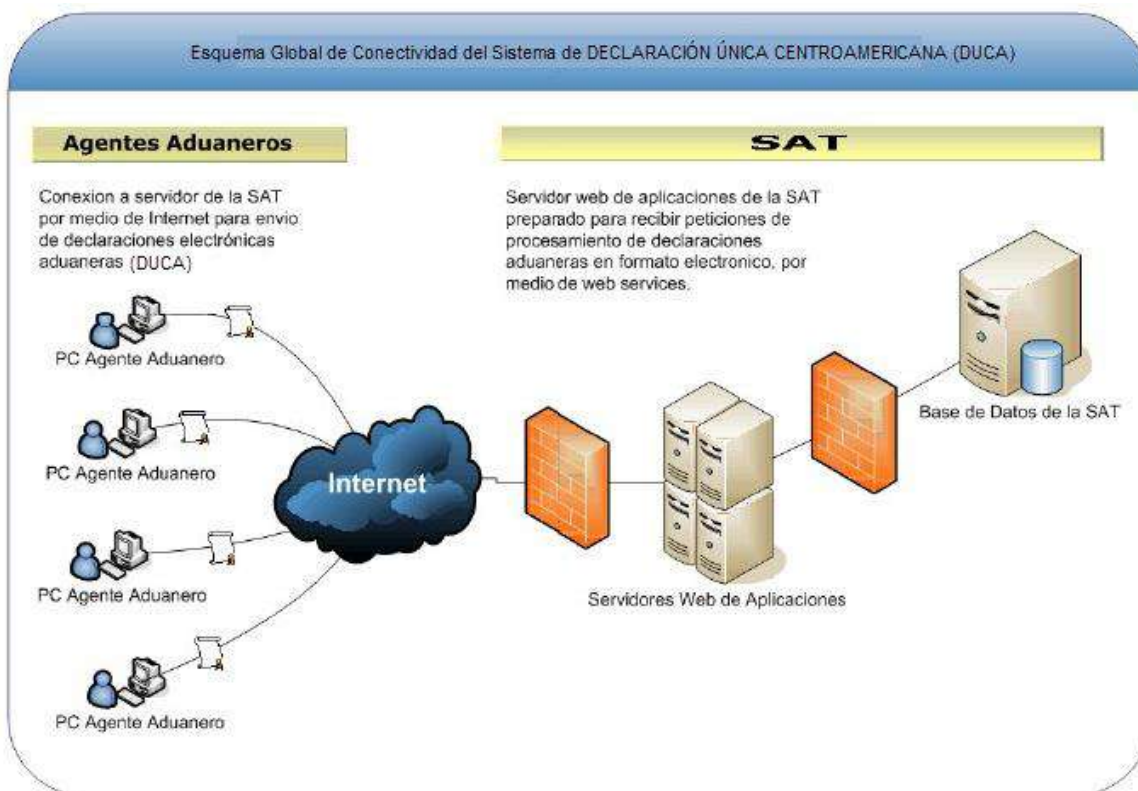 Esquema Global de Conectividad del Sistema de DECLARACIÓN ÚNICA CENTROAMERICANA (DUCA)
Agentes Aduaneros
Conexion a servidor de la SAT
por medio de Internet para envio
de declaraciones electrónicas
aduaneras (DUCA)
PC Agente Aduanero
PC Agente Aduanero
PC Agente Aduanero
PC Agente Aduanero
Internet
SAT
Servidor web de aplicaciones de la SAT
preparado para recibir peticiones de
procesamiento de declaraciones
aduaneras en formato electronico, por
medio de web services.
Servidores Web de Aplicaciones
Base de Datos de la SAT